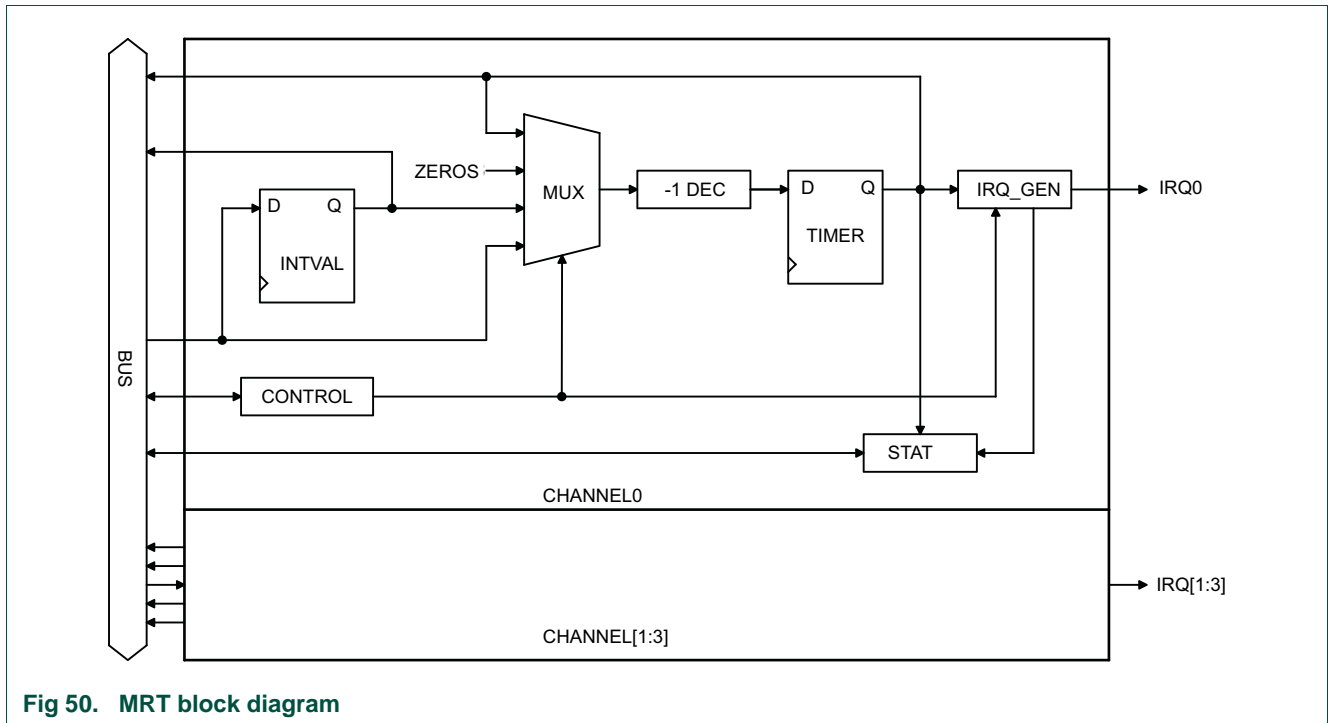 ZEROS
MUX
-1 DEC
D Q
TIMER
IRQ_GEN
IRQ0
D Q
INTVAL
BUS
CONTROL
STAT
CHANNEL0
IRQ[1:3]
CHANNEL[1:3]
Fig 50. MRT block diagram